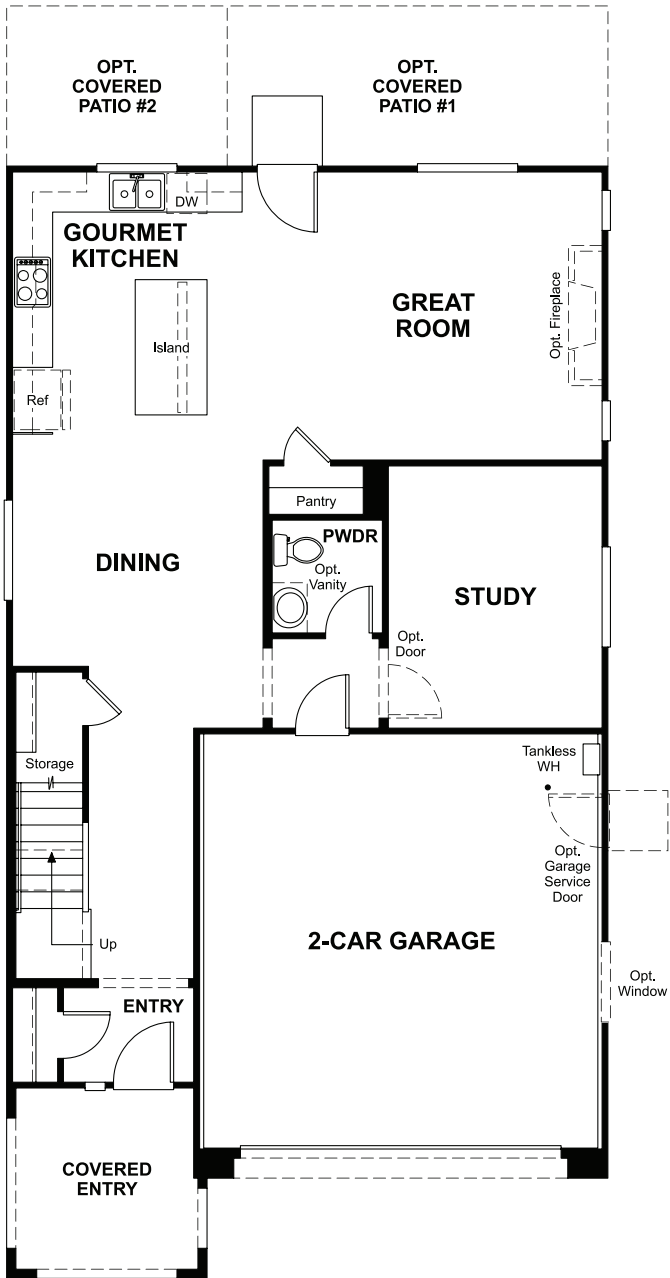 OPT.
COVERED
PATIO #2
OPT.
COVERED
PATIO #1
DW
GOURMET
KITCHEN
GREAT
ROOM
Opt. Fireplace
Island
Ref
Pantry
PWDR
Opt.
Vanity
DINING
STUDY
Opt.
Door
Storage
Tankless
WH
Opt.
Garage
Service
Door
Up
2-CAR GARAGE
Opt.
Window
ENTRY
COVERED
ENTRY